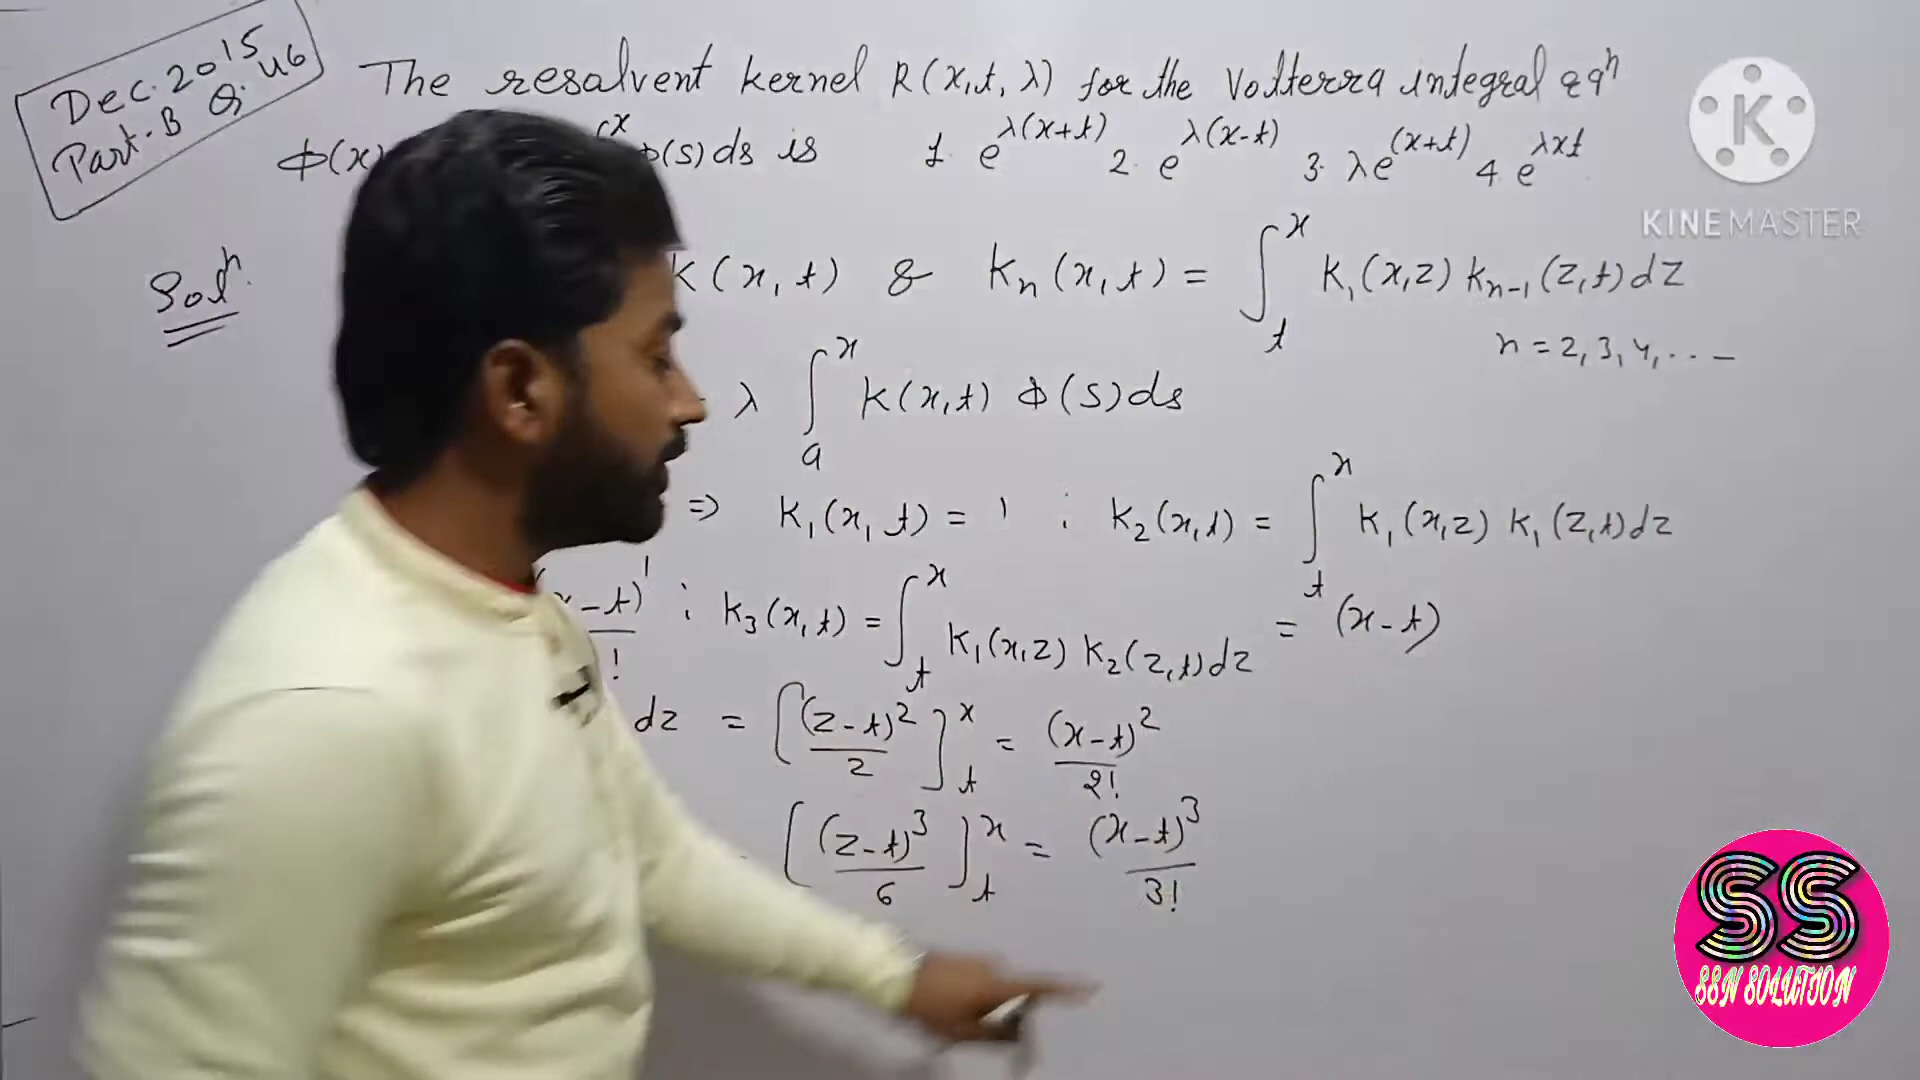 Dec. 2015
Part-B Q. 46
The resalvent kernel R(x,t,λ) for the Volterra integral eqⁿ
Φ(x) ∫ˣ Φ(s)ds is 1. e^λ(x+t) 2. e^λ(x-t) 3. λe^(x+t) 4. e^λxt
Solⁿ.
K(x,t) & Kₙ(x,t) = ∫ₜˣ K₁(x,z) Kₙ₋₁(z,t)dz
n = 2,3,4,...
λ ∫ₐˣ K(x,t) Φ(s)ds
⇒ K₁(x,t) = 1 ; K₂(x,t) = ∫ₜˣ K₁(x,z) K₁(z,t)dz
-t)¹ / ! ; K₃(x,t) = ∫ₜˣ K₁(x,z) K₂(z,t)dz = (x-t)
dz = [(z-t)²/2]ₜˣ = (x-t)²/2!
[(z-t)³/6]ₜˣ = (x-t)³/3!
K
KINEMASTER
SS
SSN SOLUTION